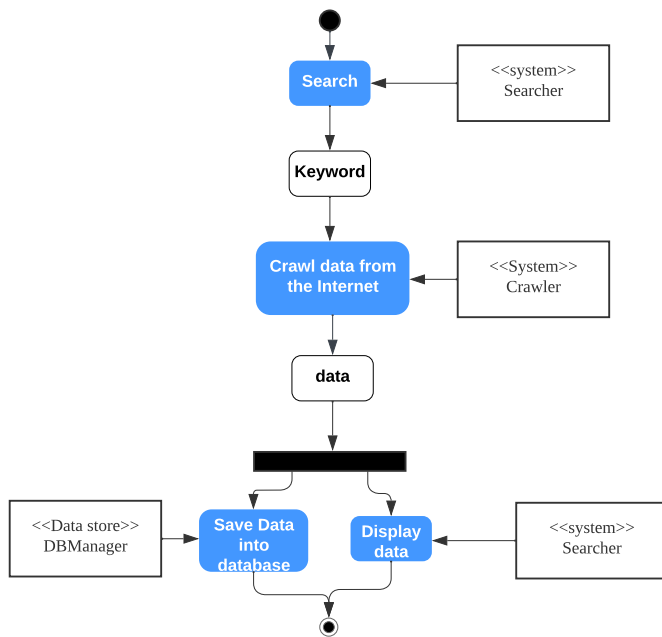 Search
<<system>>
Searcher
Keyword
Crawl data from
the Internet
<<System>>
Crawler
data
<<Data store>>
DBManager
Save Data
into
database
Display
data
<<system>>
Searcher